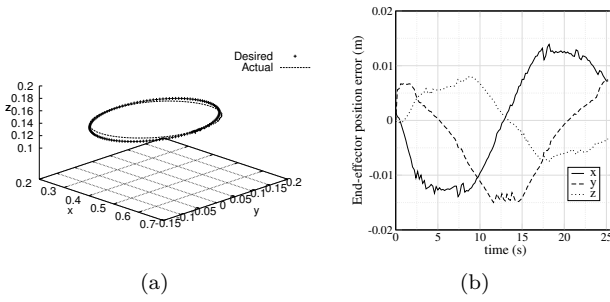 Desired
Actual
z
0.2
0.18
0.16
0.14
0.12
0.1
0.2
0.3
0.4
0.5
0.6
0.7
x
-0.15
-0.1
-0.05
0
0.05
0.1
0.15
0.2
y
(a)
End-effector position error (m)
0.02
0.01
0
-0.01
-0.02
x
y
z
0
5
10
15
20
25
time (s)
(b)